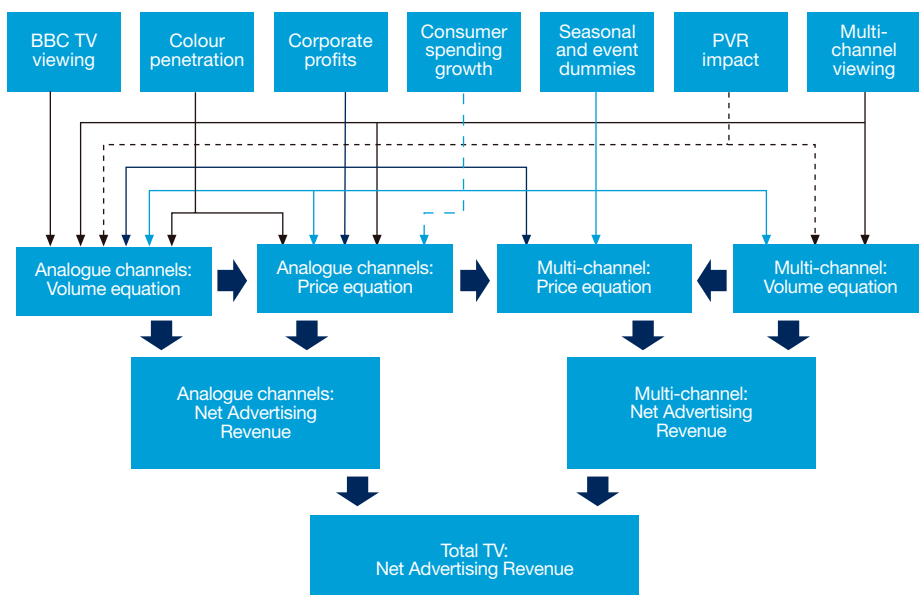 BBC TV
viewing
Colour
penetration
Corporate
profits
Consumer
spending
growth
Seasonal
and event
dummies
PVR
impact
Multi-
channel
viewing
Analogue channels:
Volume equation
Analogue channels:
Price equation
Multi-channel:
Price equation
Multi-channel:
Volume equation
Analogue channels:
Net Advertising
Revenue
Multi-channel:
Net Advertising
Revenue
Total TV:
Net Advertising Revenue